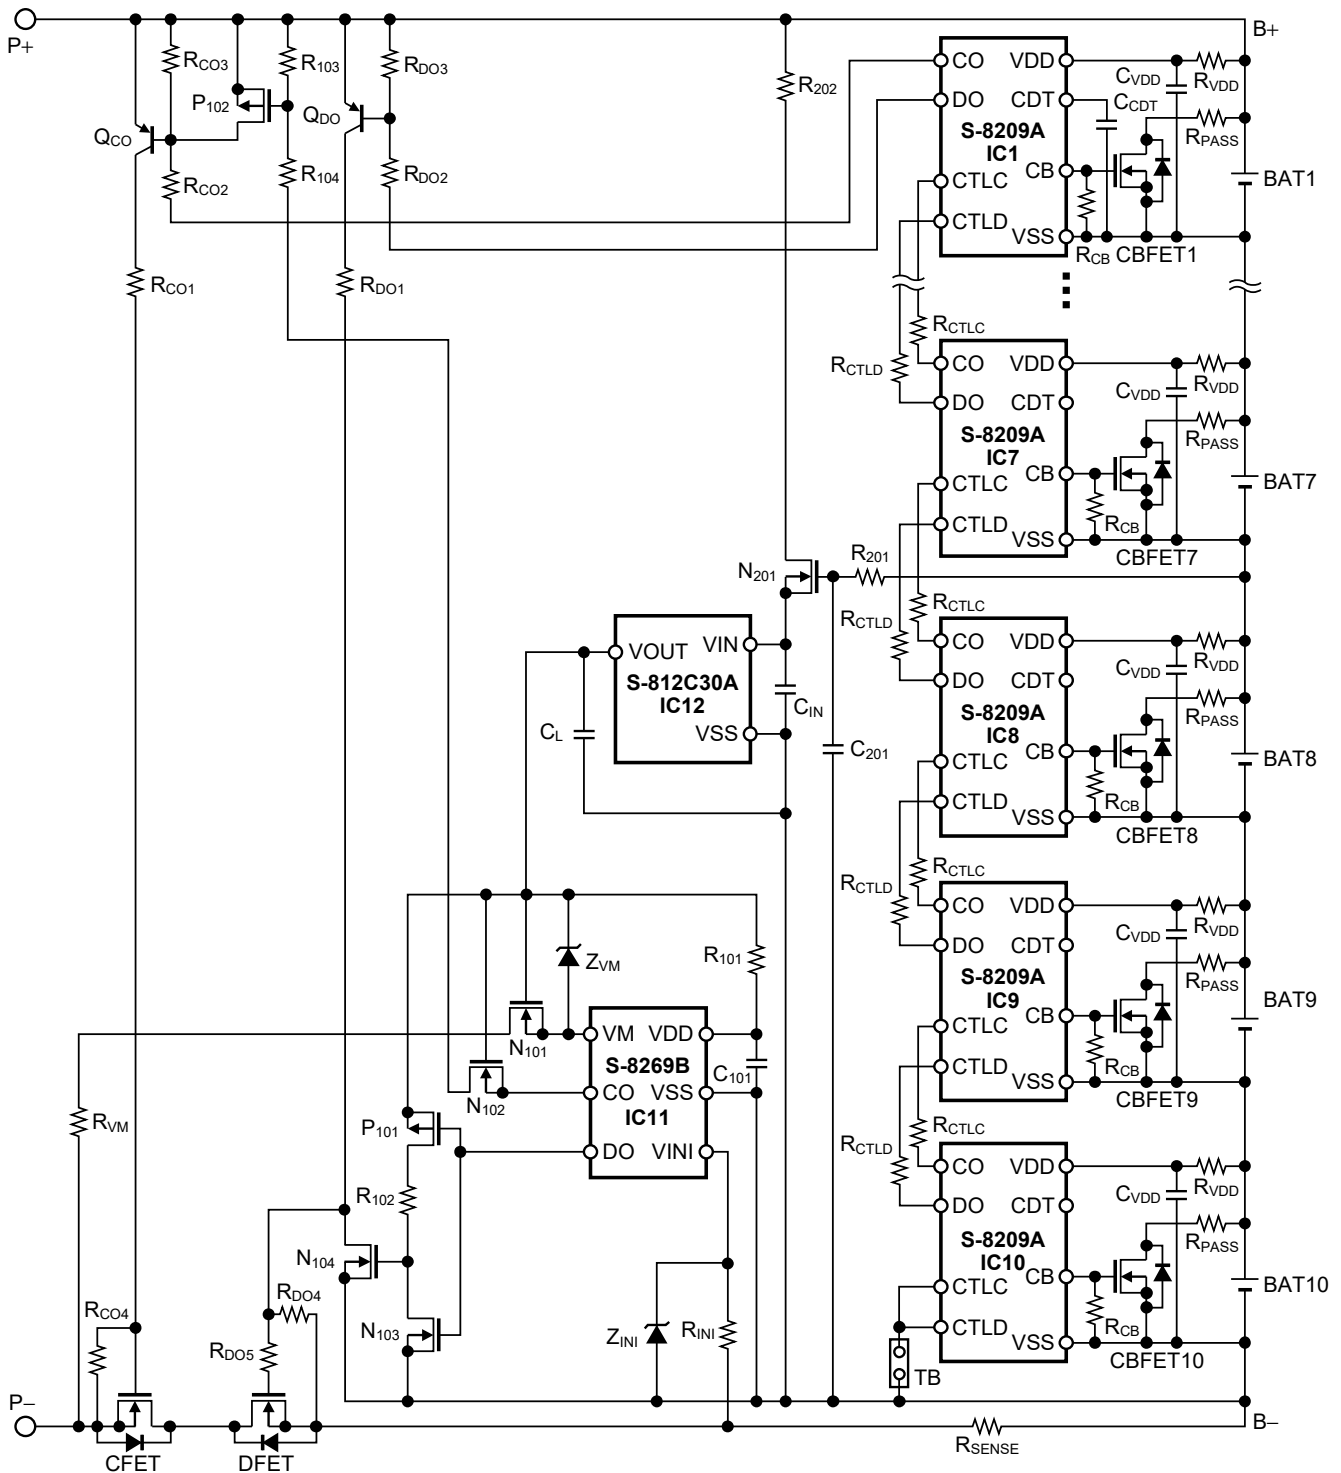 P+
B+
RCO3
P102
R103
RDO3
R202
QCO
QDO
RCO2
R104
RDO2
RCO1
RDO1
CO
VDD
DO
CDT
S-8209A
IC1
CTLC
CB
CTLD
VSS
CVDD
RVDD
CCDT
RPASS
BAT1
RCB
CBFET1
RCTLC
RCTLD
CO
VDD
DO
CDT
S-8209A
IC7
CB
CTLC
CTLD
VSS
CVDD
RVDD
RPASS
BAT7
RCB
CBFET7
N201
R201
RCTLC
RCTLD
VOUT
VIN
S-812C30A
IC12
VSS
CL
CIN
C201
CO
VDD
DO
CDT
S-8209A
IC8
CB
CTLC
CTLD
VSS
CVDD
RVDD
RPASS
BAT8
RCB
CBFET8
RCTLC
RCTLD
CO
VDD
DO
CDT
S-8209A
IC9
CB
CTLC
CTLD
VSS
CVDD
RVDD
RPASS
BAT9
RCB
CBFET9
ZVM
R101
N101
VM
VDD
S-8269B
C101
VSS
CO
IC11
DO
VINI
N102
RVM
P101
R102
N104
N103
RCTLC
RCTLD
CO
VDD
DO
CDT
S-8209A
IC10
CB
CTLC
CTLD
VSS
CVDD
RVDD
RPASS
BAT10
RCB
CBFET10
RCO4
RDO4
RDO5
ZINI
RINI
TB
P−
B−
CFET
DFET
RSENSE